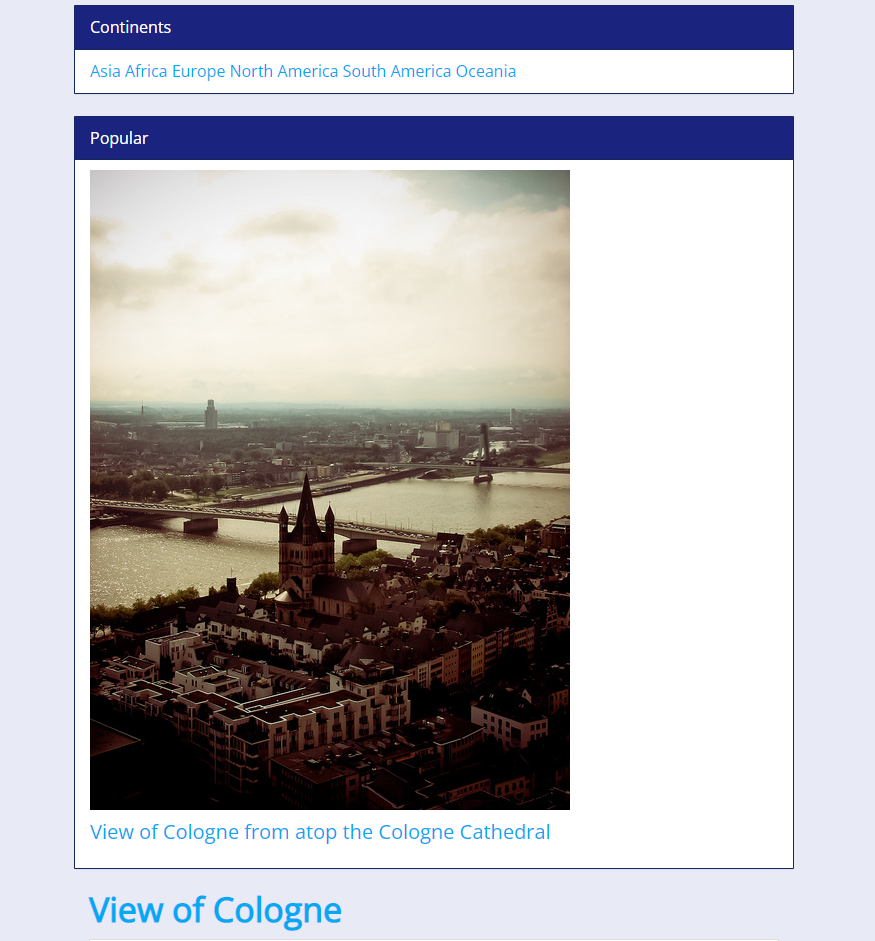 Continents
Asia Africa Europe North America South America Oceania
Popular
View of Cologne from atop the Cologne Cathedral
View of Cologne